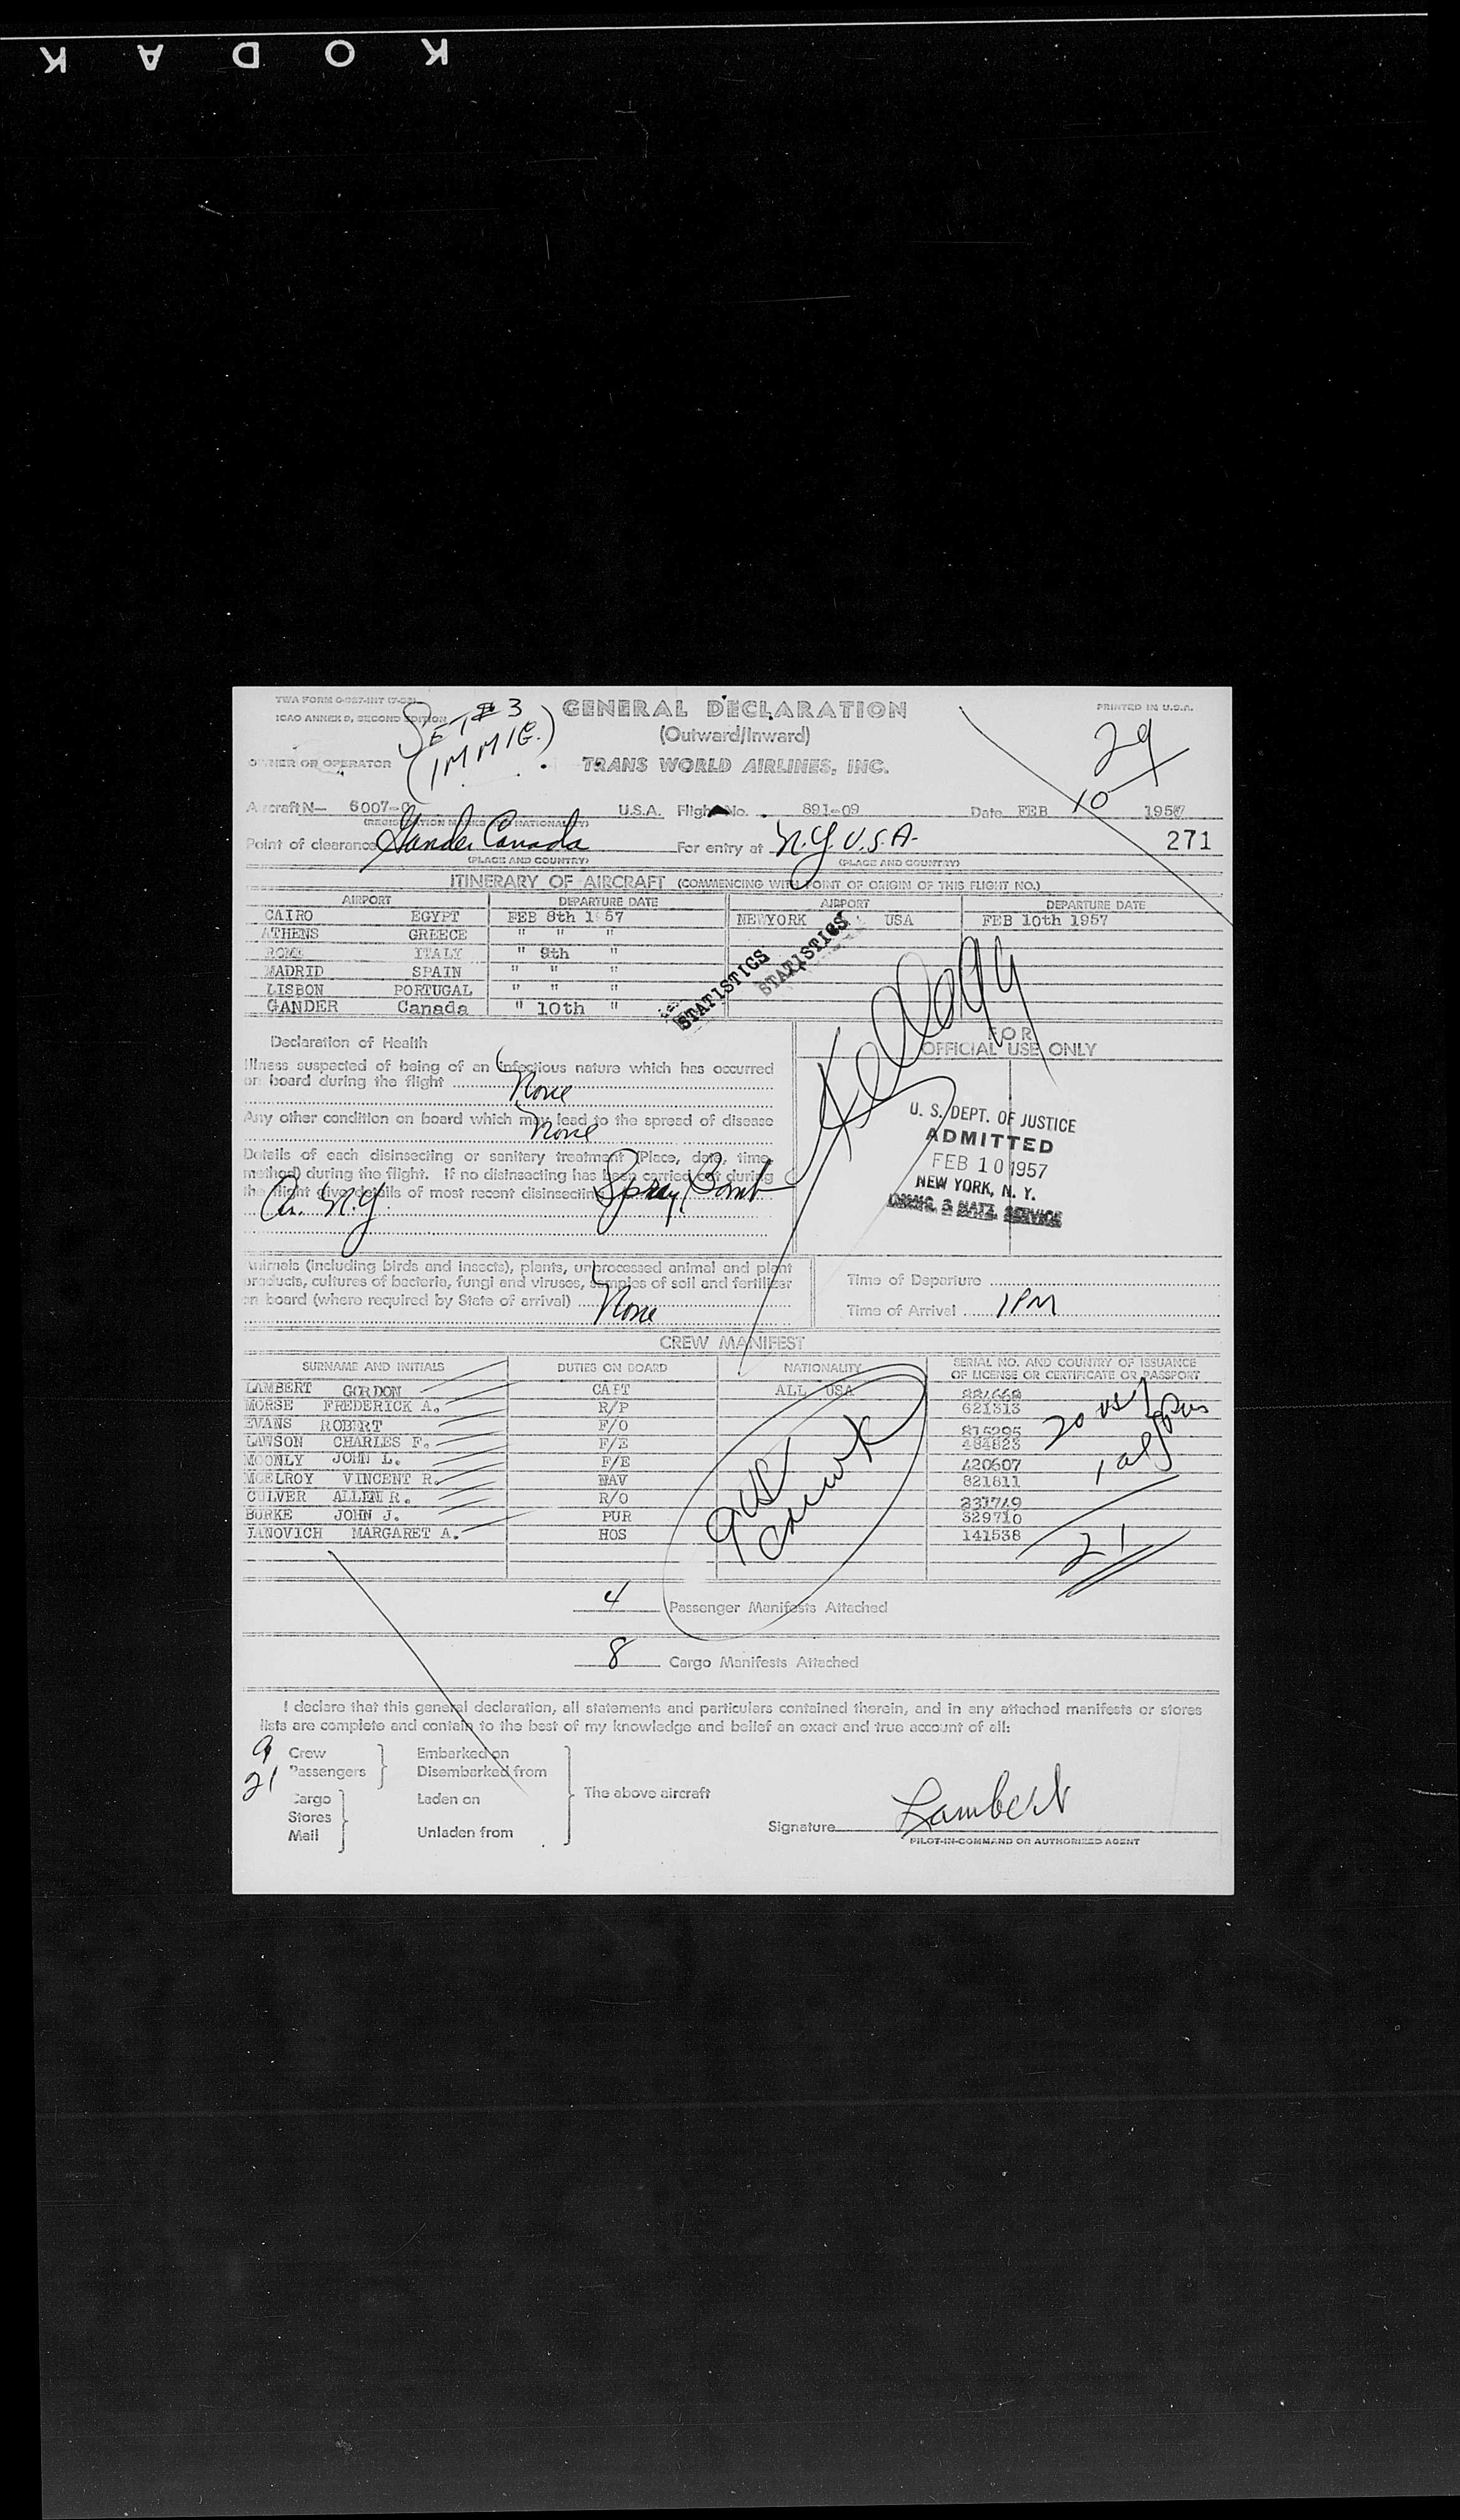 KODAK
TWA FORM
ICAO ANNEX 9, SECOND EDITION
SET #3
(IMMIE.)
GENERAL DECLARATION
(Outward/Inward)
PRINTED IN U.S.A.
29
OWNER OR OPERATOR TRANS WORLD AIRLINES, INC.
Aircraft N— 6007-C U.S.A. Flight No. 891-09 Date FEB 10 1957
(REGISTRATION MARKS AND NATIONALITY)
Point of clearance Gander Canada For entry at N.Y. U.S.A. 271
(PLACE AND COUNTRY) (PLACE AND COUNTRY)
ITINERARY OF AIRCRAFT (COMMENCING WITH POINT OF ORIGIN OF THIS FLIGHT NO.)
AIRPORT DEPARTURE DATE AIRPORT DEPARTURE DATE
CAIRO EGYPT FEB 8th 1957 NEWYORK USA FEB 10th 1957
ATHENS GREECE " " "
ROME ITALY " 9th "
MADRID SPAIN " " "
LISBON PORTUGAL " " "
GANDER Canada " 10th "
STATISTICS
STATISTICS
Kellogg
Declaration of Health
Illness suspected of being of an infectious nature which has occurred
on board during the flight None
Any other condition on board which may lead to the spread of disease
None
Details of each disinsecting or sanitary treatment (Place, date, time,
method) during the flight. If no disinsecting has been carried out during
the flight give details of most recent disinsecting Spray Bomb
Ar. N.Y.
FOR
OFFICIAL USE ONLY
U. S. DEPT. OF JUSTICE
ADMITTED
FEB 10 1957
NEW YORK, N. Y.
IMMIG. & NATZ. SERVICE
Animals (including birds and insects), plants, unprocessed animal and plant
products, cultures of bacteria, fungi and viruses, samples of soil and fertilizer
on board (where required by State of arrival) None
Time of Departure
Time of Arrival 1PM
CREW MANIFEST
SURNAME AND INITIALS DUTIES ON BOARD NATIONALITY SERIAL NO. AND COUNTRY OF ISSUANCE
OF LICENSE OR CERTIFICATE OR PASSPORT
LAMBERT GORDON CAPT ALL USA 884668
MORSE FREDERICK A. R/P 621313
EVANS ROBERT F/O 815295
LAWSON CHARLES F. F/E 484823
MOONLY JOHN L. F/E 420607
MCELROY VINCENT R. NAV 821811
CULVER ALLEN R. R/O 231749
BURKE JOHN J. PUR 329710
JANOVICH MARGARET A. HOS 141538
9 US
crew
20 US
1 al
21
4 Passenger Manifests Attached
8 Cargo Manifests Attached
I declare that this general declaration, all statements and particulars contained therein, and in any attached manifests or stores
lists are complete and contain to the best of my knowledge and belief an exact and true account of all:
9 Crew Embarked on
21 Passengers Disembarked from
Cargo Laden on The above aircraft
Stores
Mail Unladen from
Signature Lambert
PILOT-IN-COMMAND OR AUTHORIZED AGENT